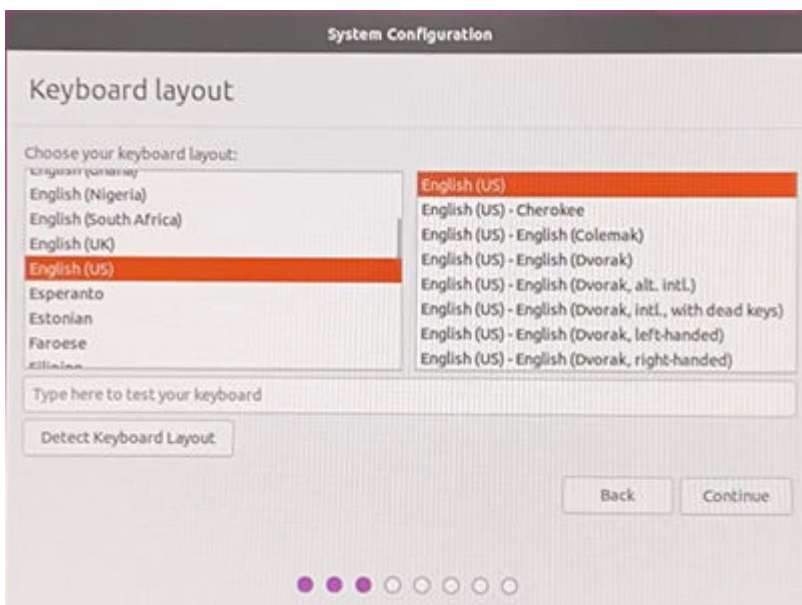 System Configuration
Keyboard layout
Choose your keyboard layout:
English (Ghana)
English (Nigeria)
English (South Africa)
English (UK)
English (US)
Esperanto
Estonian
Faroese
Filipino
English (US)
English (US) - Cherokee
English (US) - English (Colemak)
English (US) - English (Dvorak)
English (US) - English (Dvorak, alt. intl.)
English (US) - English (Dvorak, intl., with dead keys)
English (US) - English (Dvorak, left-handed)
English (US) - English (Dvorak, right-handed)
Type here to test your keyboard
Detect Keyboard Layout
Back
Continue